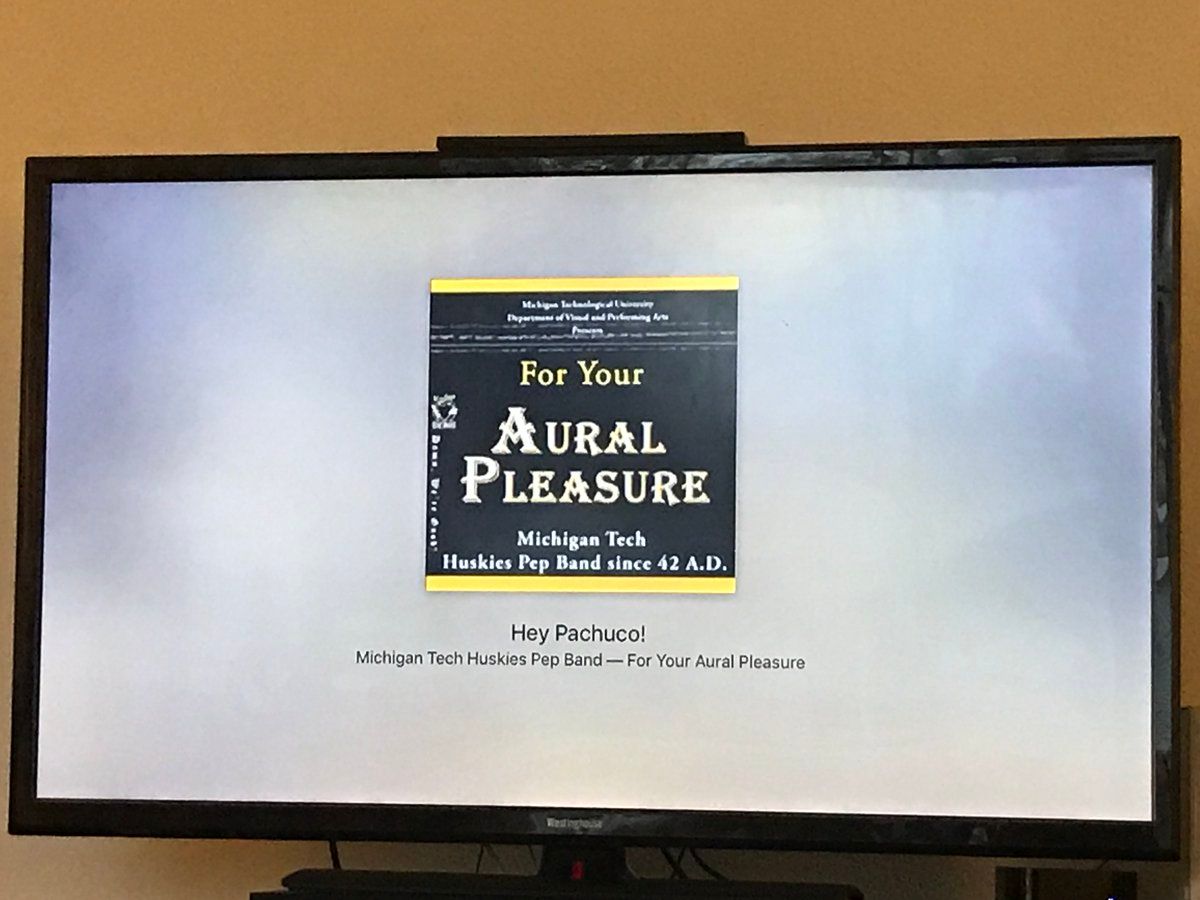 Michigan Technological University
Department of Visual and Performing Arts
Presents
For Your
AURAL
PLEASURE
Michigan Tech
Huskies Pep Band since 42 A.D.
Hey Pachuco!
Michigan Tech Huskies Pep Band — For Your Aural Pleasure
Westinghouse